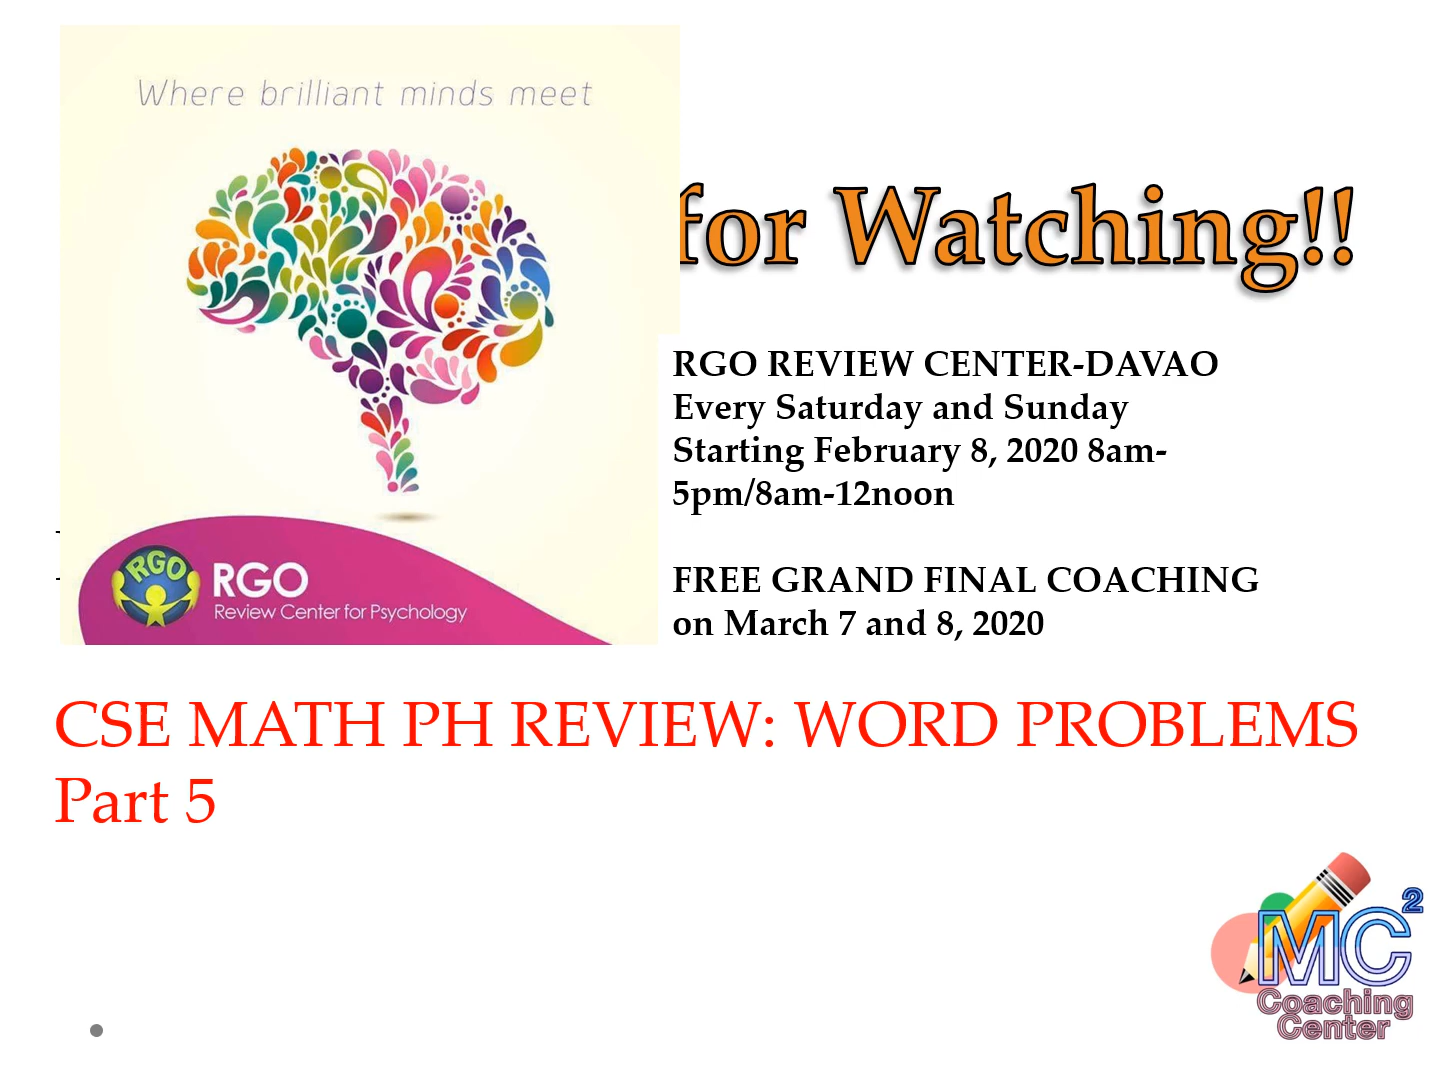 Where brilliant minds meet
for Watching!!
RGO REVIEW CENTER-DAVAO
Every Saturday and Sunday
Starting February 8, 2020 8am-
5pm/8am-12noon
FREE GRAND FINAL COACHING
on March 7 and 8, 2020
RGO
RGO
Review Center for Psychology
CSE MATH PH REVIEW: WORD PROBLEMS
Part 5
MC²
Coaching
Center